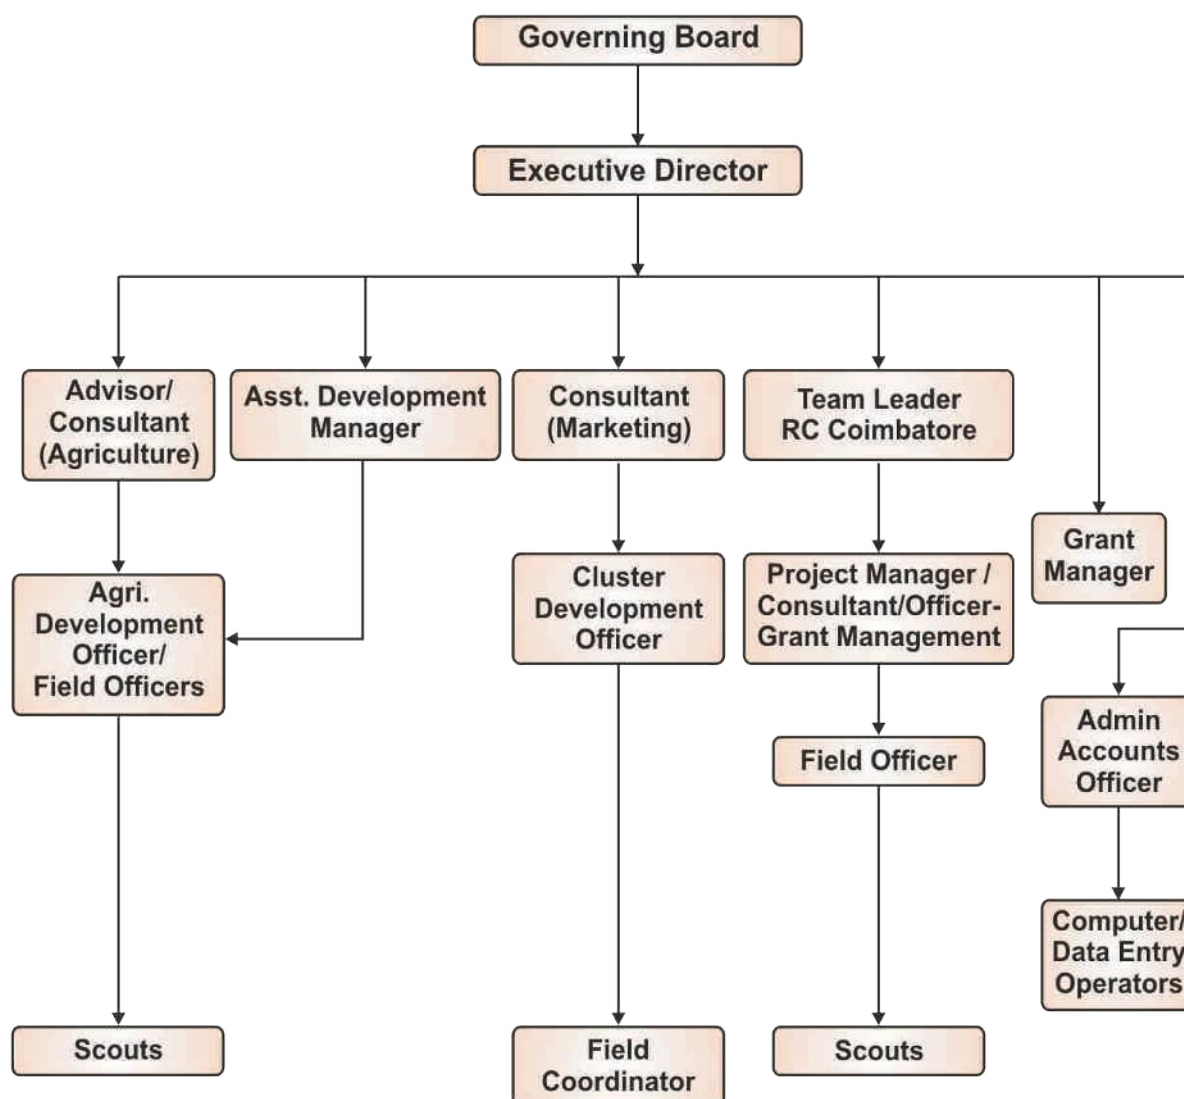 Governing Board
Executive Director
Advisor/
Consultant
(Agriculture)
Asst. Development
Manager
Consultant
(Marketing)
Team Leader
RC Coimbatore
Grant
Manager
Agri.
Development
Officer/
Field Officers
Cluster
Development
Officer
Project Manager /
Consultant/Officer-
Grant Management
Field Officer
Admin
Accounts
Officer
Computer/
Data Entry
Operators
Scouts
Field
Coordinator
Scouts